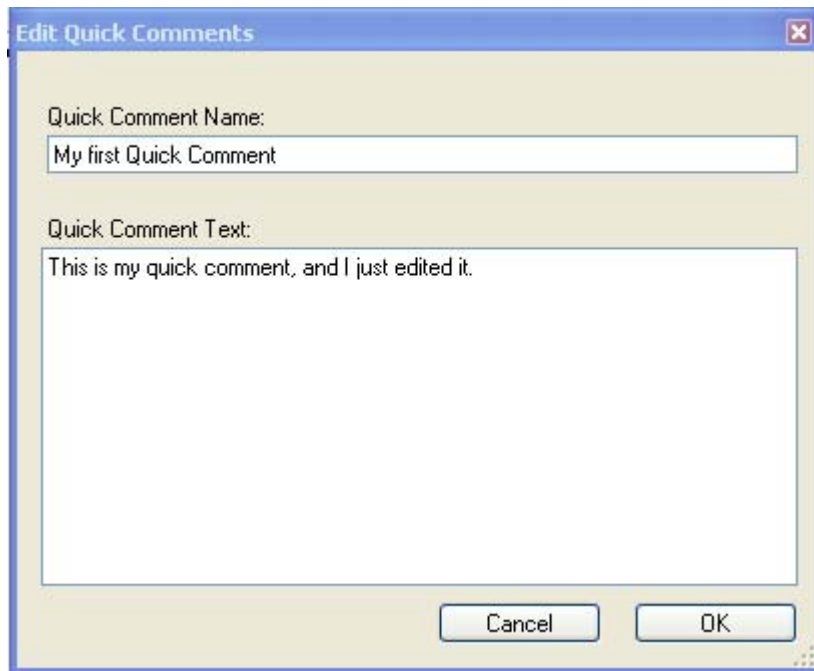 Edit Quick Comments
Quick Comment Name:
My first Quick Comment
Quick Comment Text:
This is my quick comment, and I just edited it.
Cancel OK